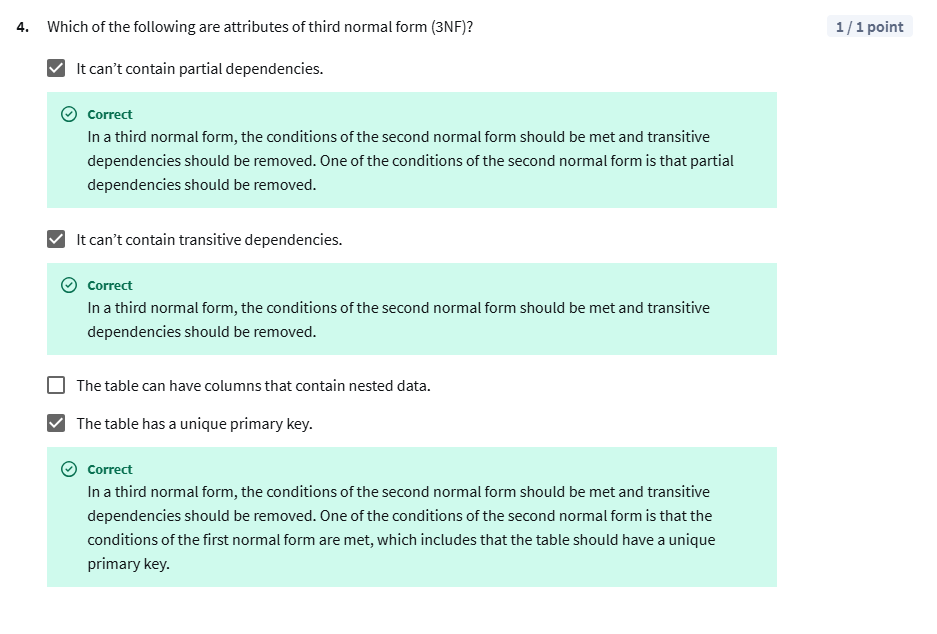 4. Which of the following are attributes of third normal form (3NF)?
1 / 1 point
It can’t contain partial dependencies.
Correct
In a third normal form, the conditions of the second normal form should be met and transitive
dependencies should be removed. One of the conditions of the second normal form is that partial
dependencies should be removed.
It can’t contain transitive dependencies.
Correct
In a third normal form, the conditions of the second normal form should be met and transitive
dependencies should be removed.
The table can have columns that contain nested data.
The table has a unique primary key.
Correct
In a third normal form, the conditions of the second normal form should be met and transitive
dependencies should be removed. One of the conditions of the second normal form is that the
conditions of the first normal form are met, which includes that the table should have a unique
primary key.